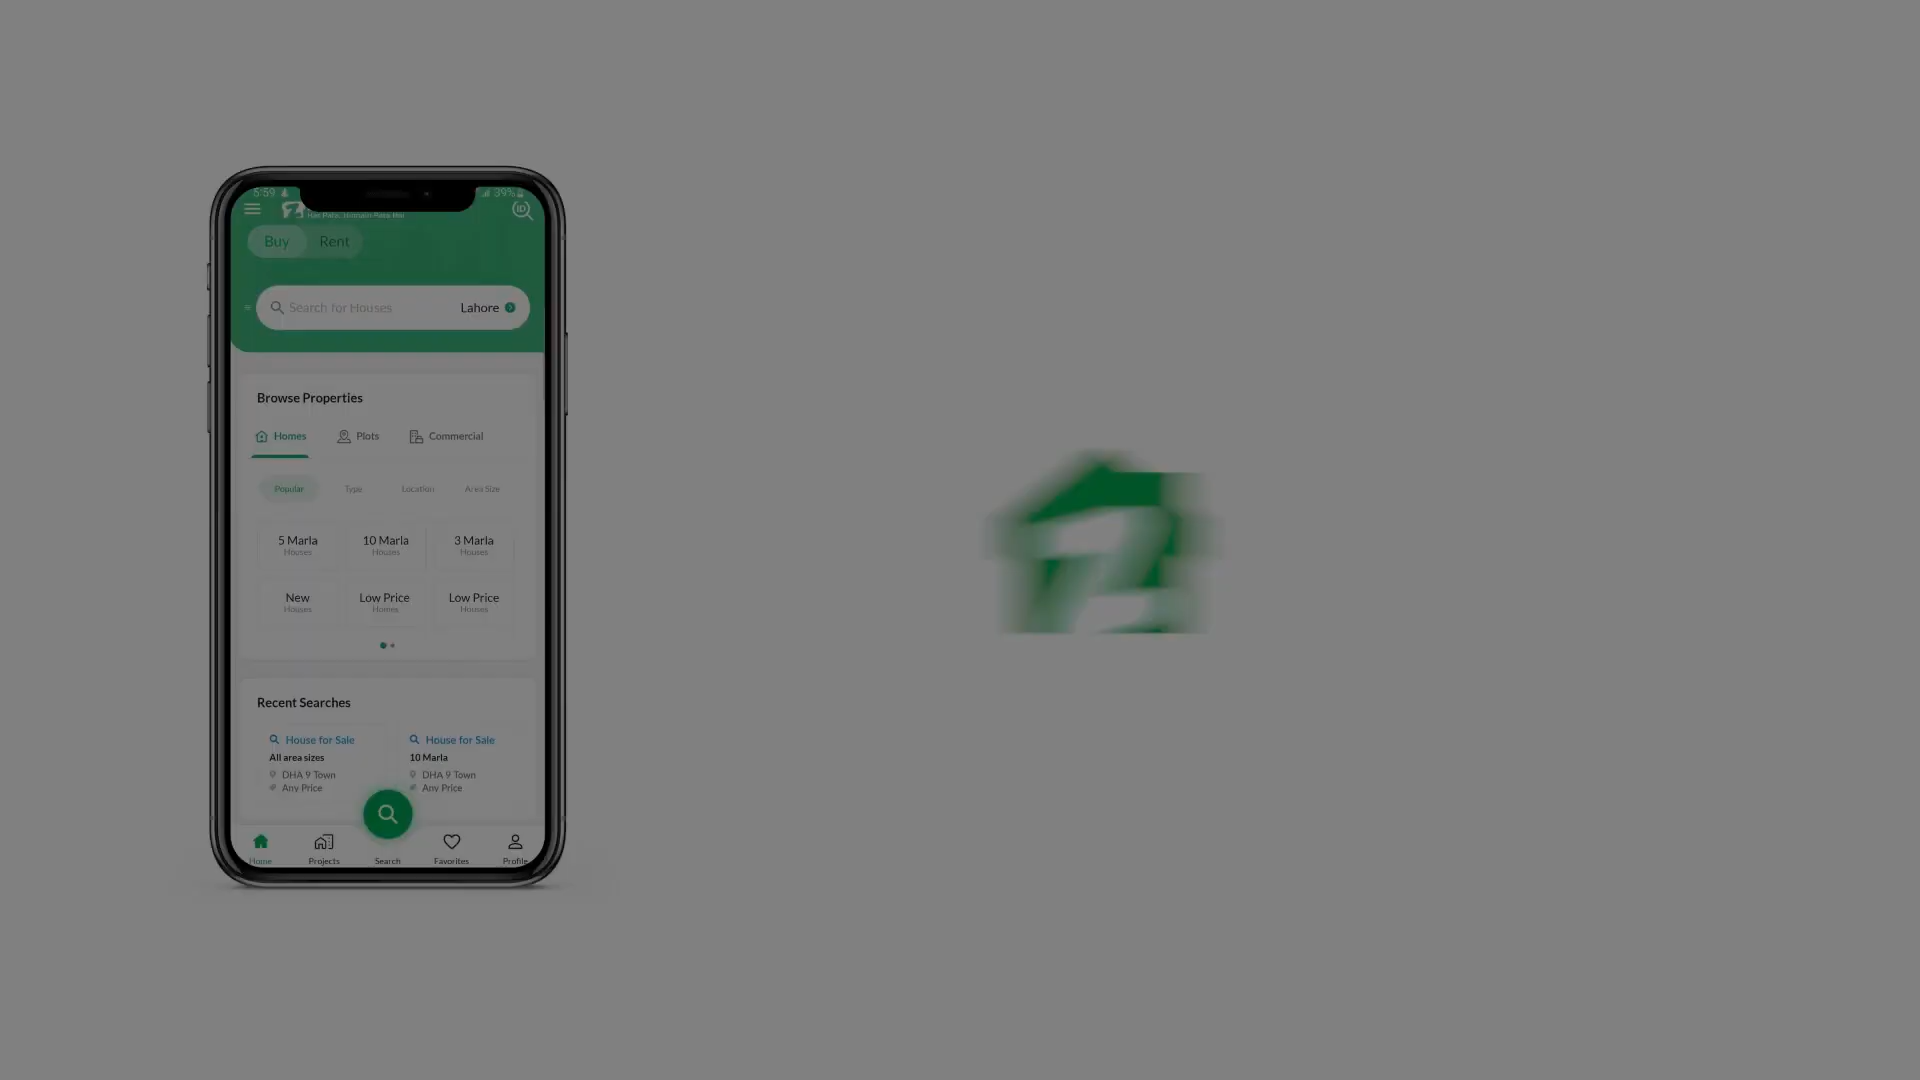 5:59 39%
Buy Rent
Search for Houses Lahore
Browse Properties
Homes Plots Commercial
Popular Type Location Area Size
5 Marla 10 Marla 3 Marla
Houses Houses Houses
New Low Price Low Price
Houses Homes Houses
Recent Searches
House for Sale House for Sale
All area sizes 10 Marla
DHA 9 Town DHA 9 Town
Any Price Any Price
Home Projects Search Favorites Profile